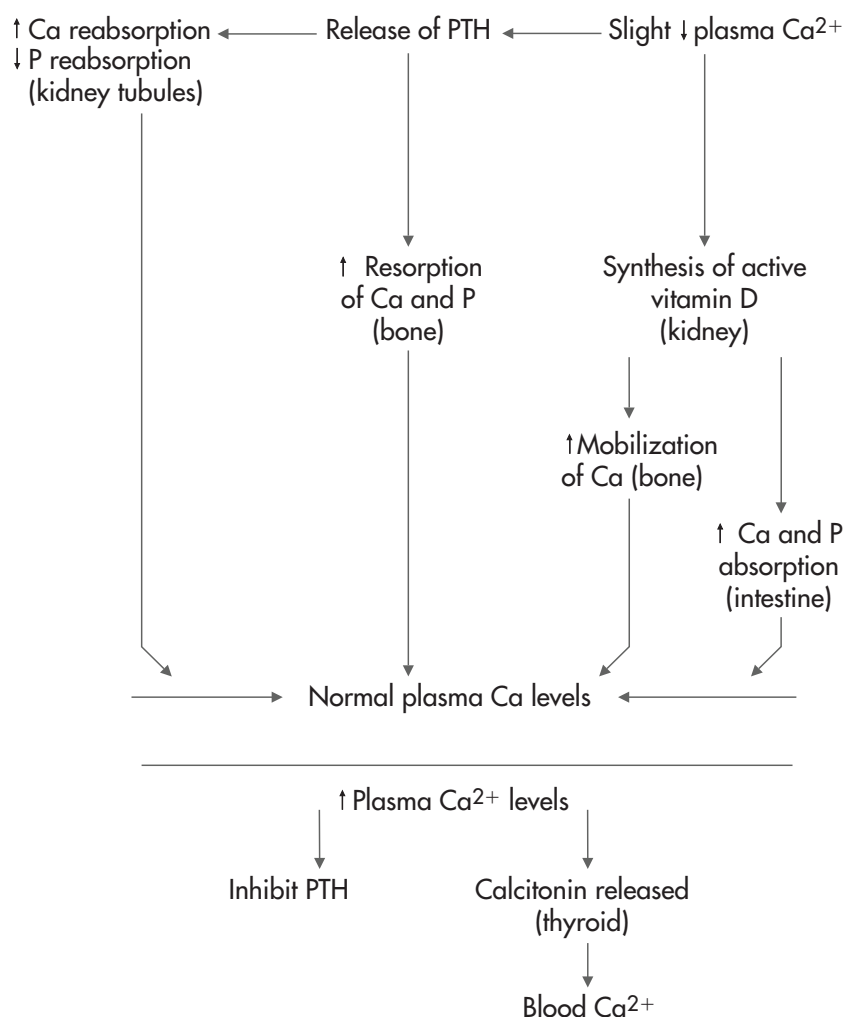 ↑ Ca reabsorption
↓ P reabsorption
(kidney tubules)
Release of PTH
Slight ↓ plasma Ca2+
↑ Resorption
of Ca and P
(bone)
Synthesis of active
vitamin D
(kidney)
↑Mobilization
of Ca (bone)
↑ Ca and P
absorption
(intestine)
Normal plasma Ca levels
↑Plasma Ca2+ levels
Inhibit PTH
Calcitonin released
(thyroid)
Blood Ca2+